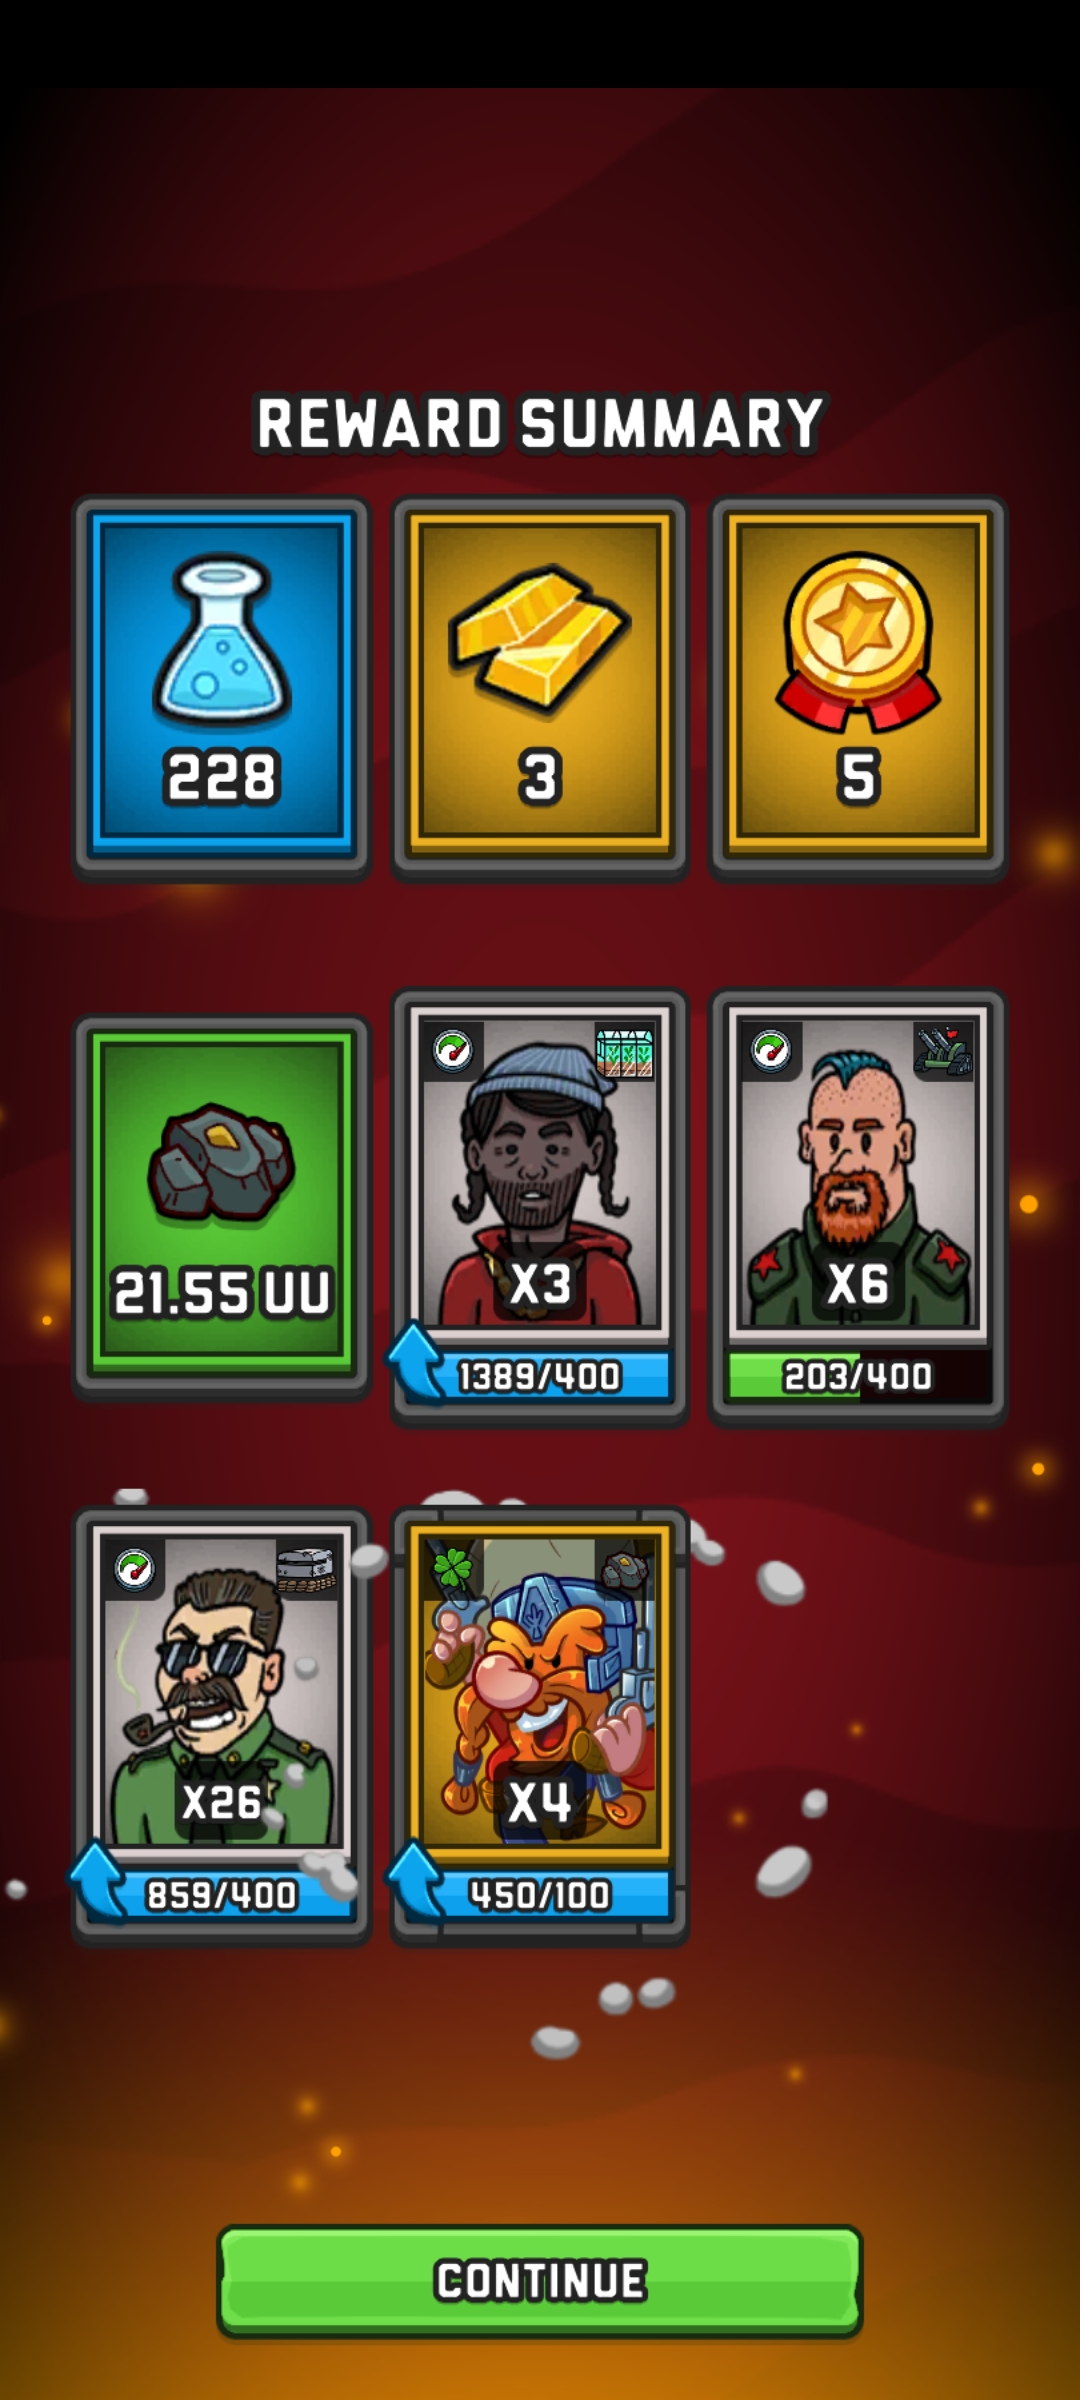 REWARD SUMMARY
228
3
5
21.55 UU
X3
1389/400
X6
203/400
X26
859/400
X4
450/100
CONTINUE